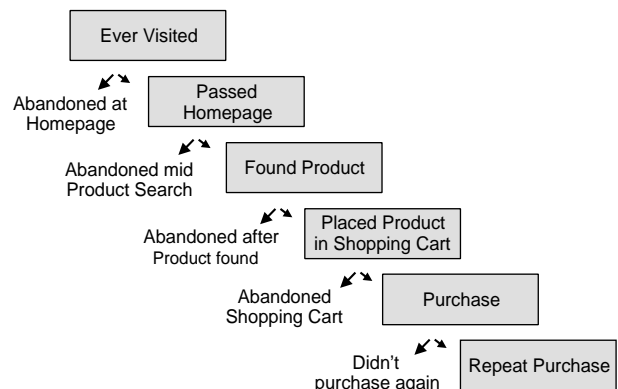 Ever Visited
Abandoned at
Homepage
Passed
Homepage
Abandoned mid
Product Search
Found Product
Abandoned after
Product found
Placed Product
in Shopping Cart
Abandoned
Shopping Cart
Purchase
Didn’t
purchase again
Repeat Purchase